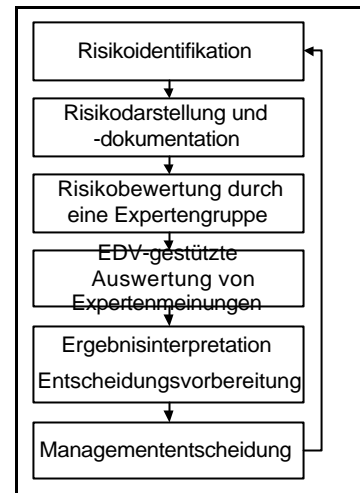 Risikoidentifikation
Risikodarstellung und
-dokumentation
Risikobewertung durch
eine Expertengruppe
EDV-gestützte
Auswertung von
Expertenmeinungen
Ergebnisinterpretation
Entscheidungsvorbereitung
Managemententscheidung